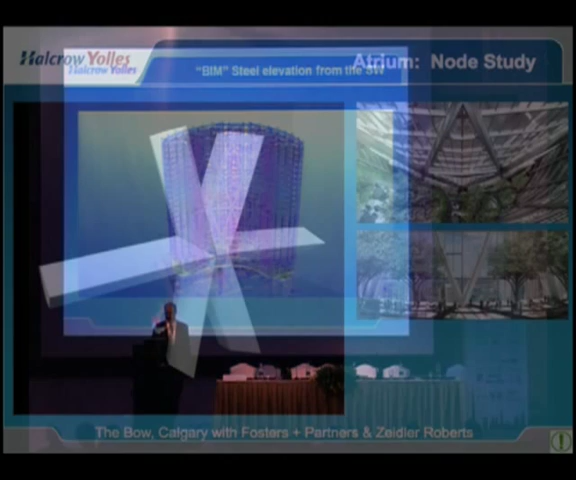 Halcrow Yolles
Halcrow Yolles
"BIM" Steel elevation from the SW
Atrium: Node Study
The Bow, Calgary with Fosters + Partners & Zeidler Roberts